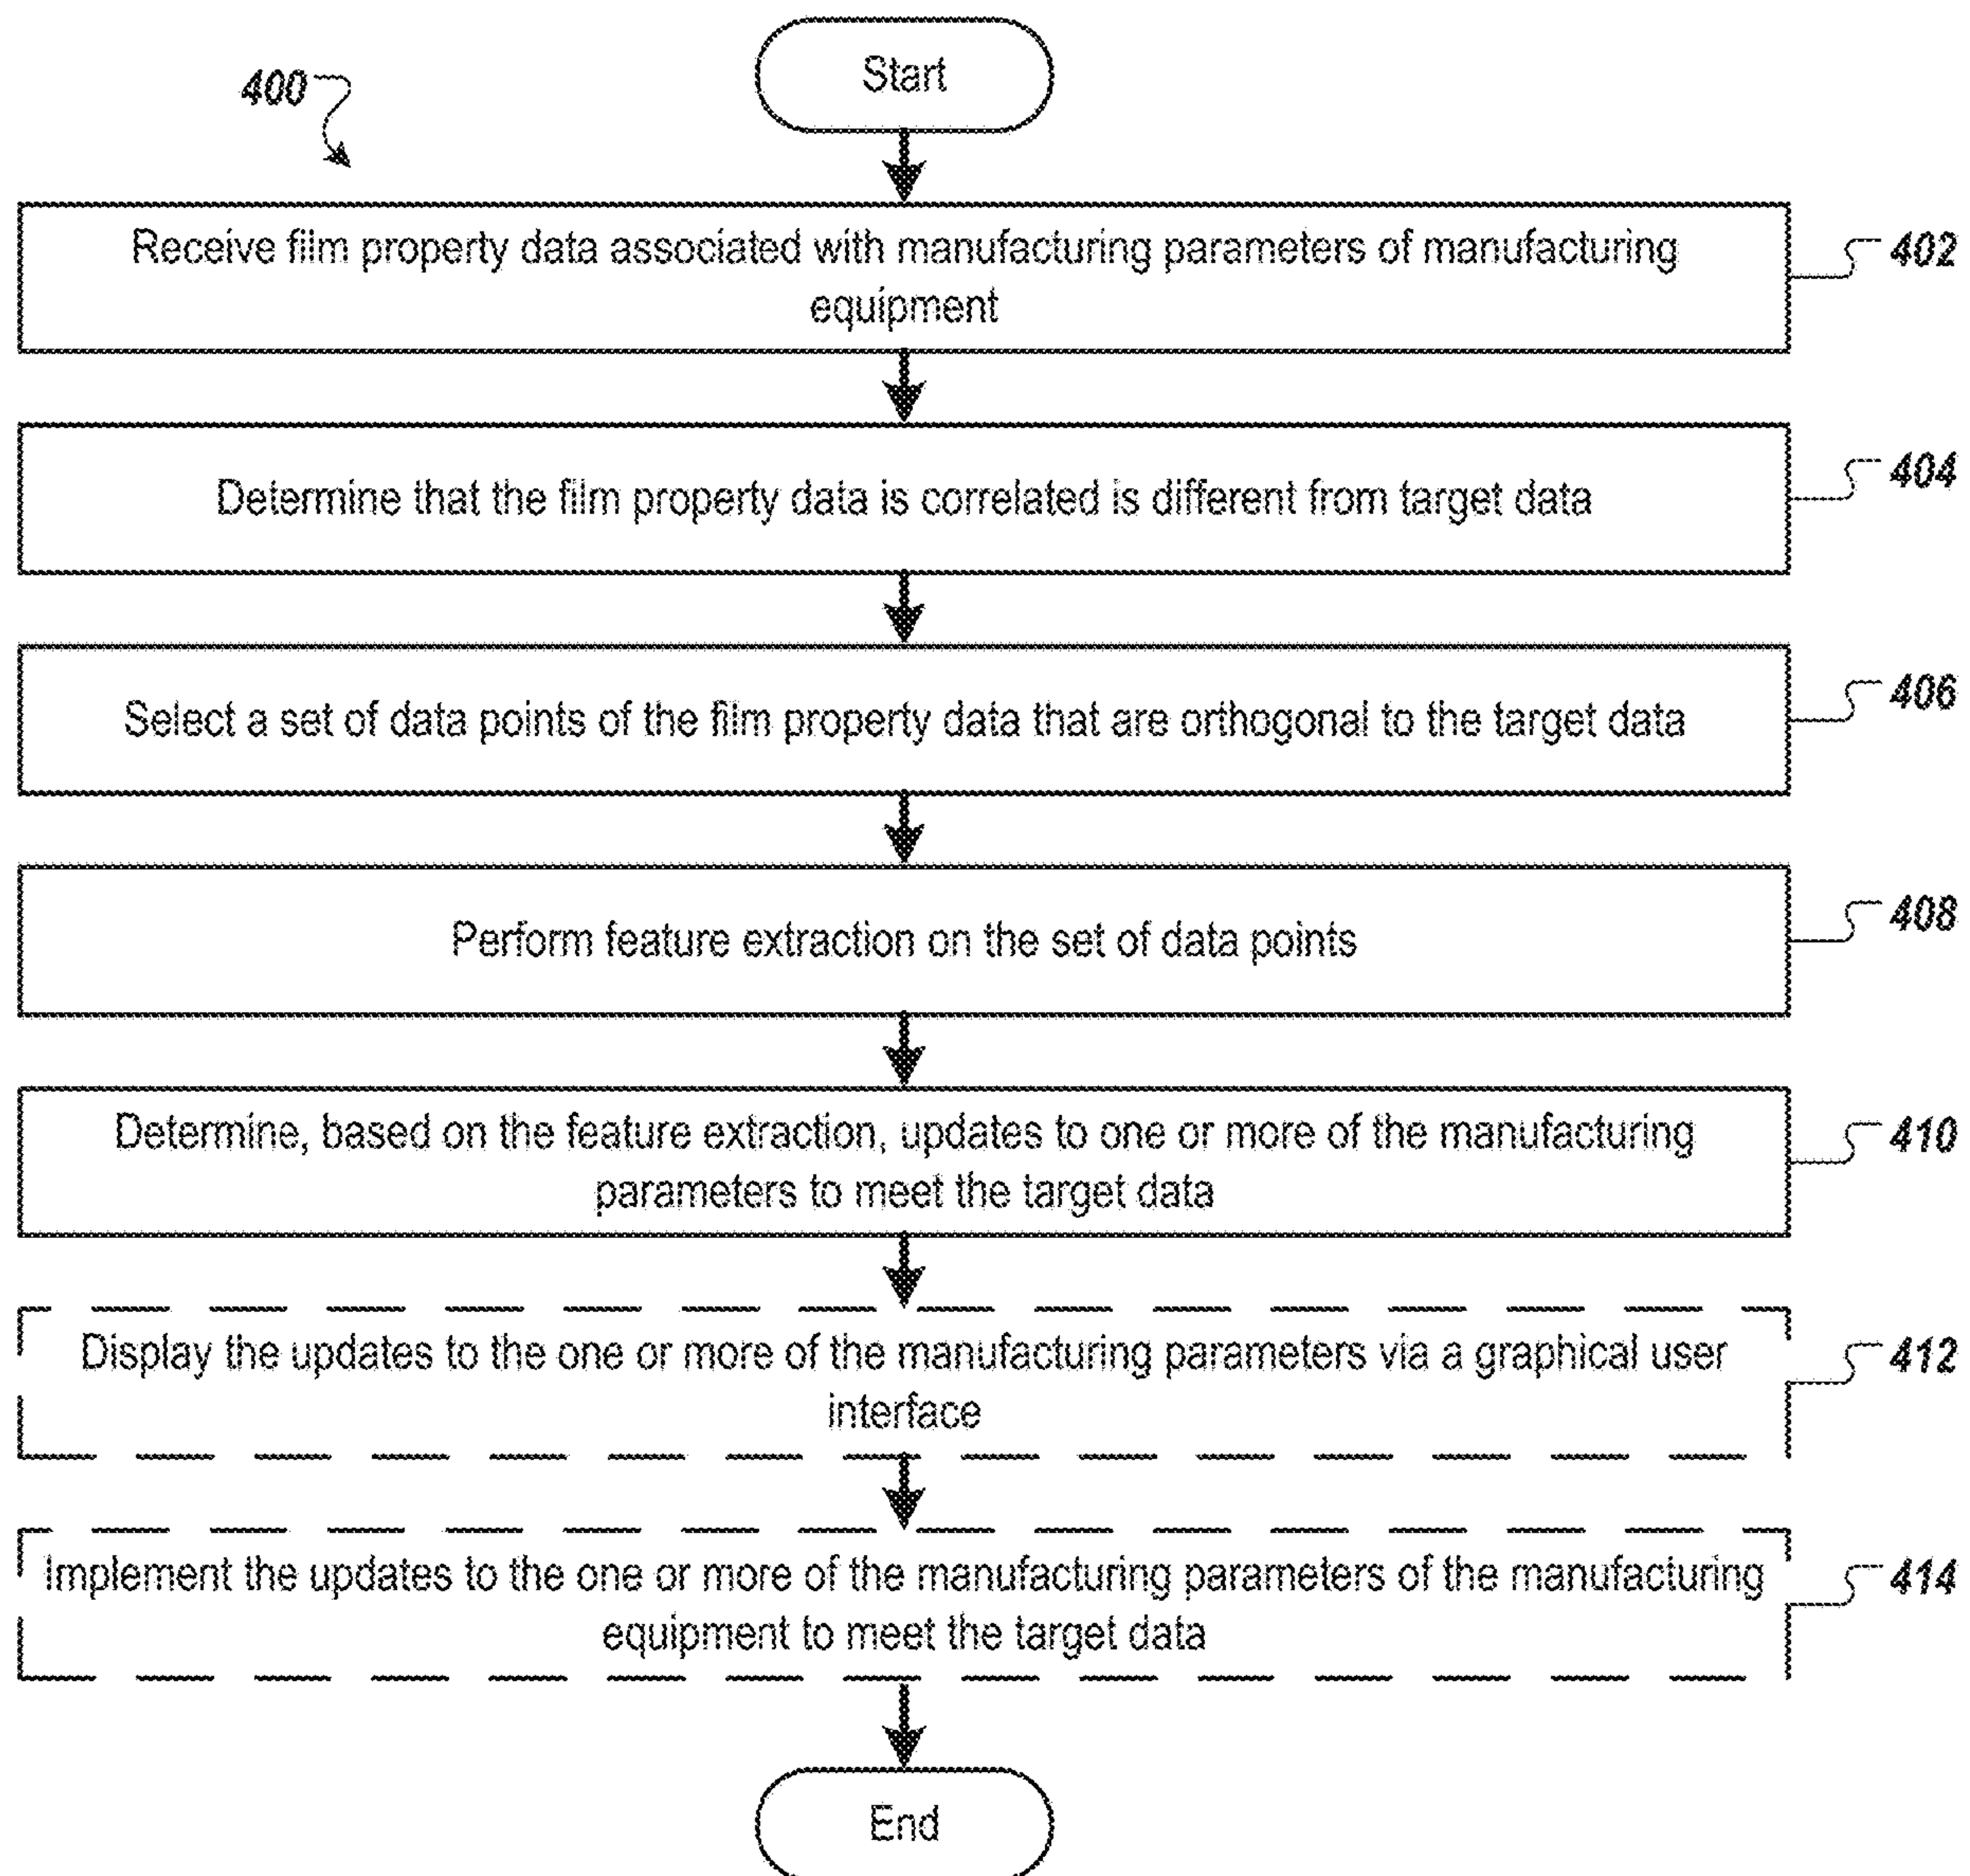 Start
400
Receive film property data associated with manufacturing parameters of manufacturing
equipment
402
Determine that the film property data is correlated is different from target data
404
Select a set of data points of the film property data that are orthogonal to the target data
406
Perform feature extraction on the set of data points
408
Determine, based on the feature extraction, updates to one or more of the manufacturing
parameters to meet the target data
410
Display the updates to the one or more of the manufacturing parameters via a graphical user
interface
412
Implement the updates to the one or more of the manufacturing parameters of the manufacturing
equipment to meet the target data
414
End